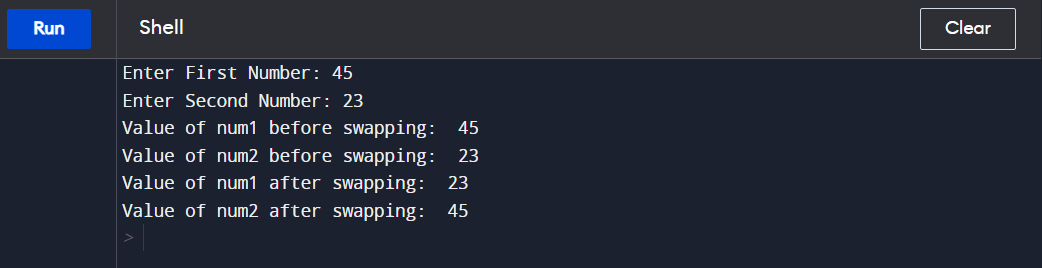 Run
Shell
Clear
Enter First Number: 45
Enter Second Number: 23
Value of num1 before swapping:  45
Value of num2 before swapping:  23
Value of num1 after swapping:  23
Value of num2 after swapping:  45
>